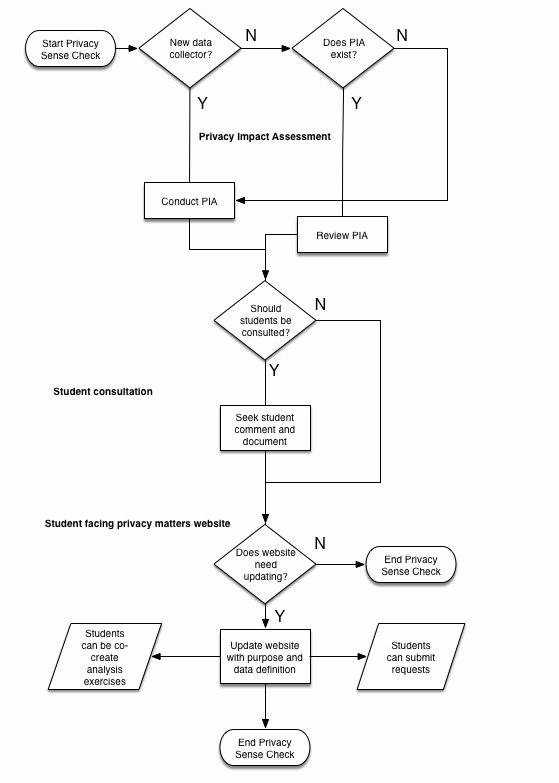 Start Privacy
Sense Check
New data
collector?
N
Does PIA
exist?
N
Y
Y
Privacy Impact Assessment
Conduct PIA
Review PIA
Should
students be
consulted?
N
Y
Student consultation
Seek student
comment and
document
Student facing privacy matters website
Does website
need
updating?
N
End Privacy
Sense Check
Y
Students
can be co-
create
analysis
exercises
Update website
with purpose and
data definition
Students
can submit
requests
End Privacy
Sense Check